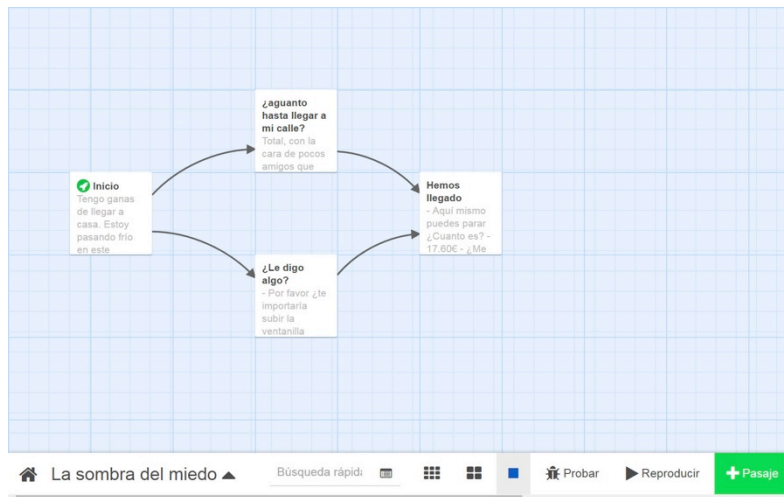 ¿aguanto
hasta llegar a
mi calle?
Total, con la
cara de pocos
amigos que
Inicio
Tengo ganas
de llegar a
casa. Estoy
pasando frío
en este
Hemos
llegado
- Aquí mismo
puedes parar
¿Cuanto es? -
17.60€ - ¿Me
¿Le digo
algo?
- Por favor ¿te
importaría
subir la
ventanilla
La sombra del miedo
Búsqueda rápid
Probar
Reproducir
Pasaje